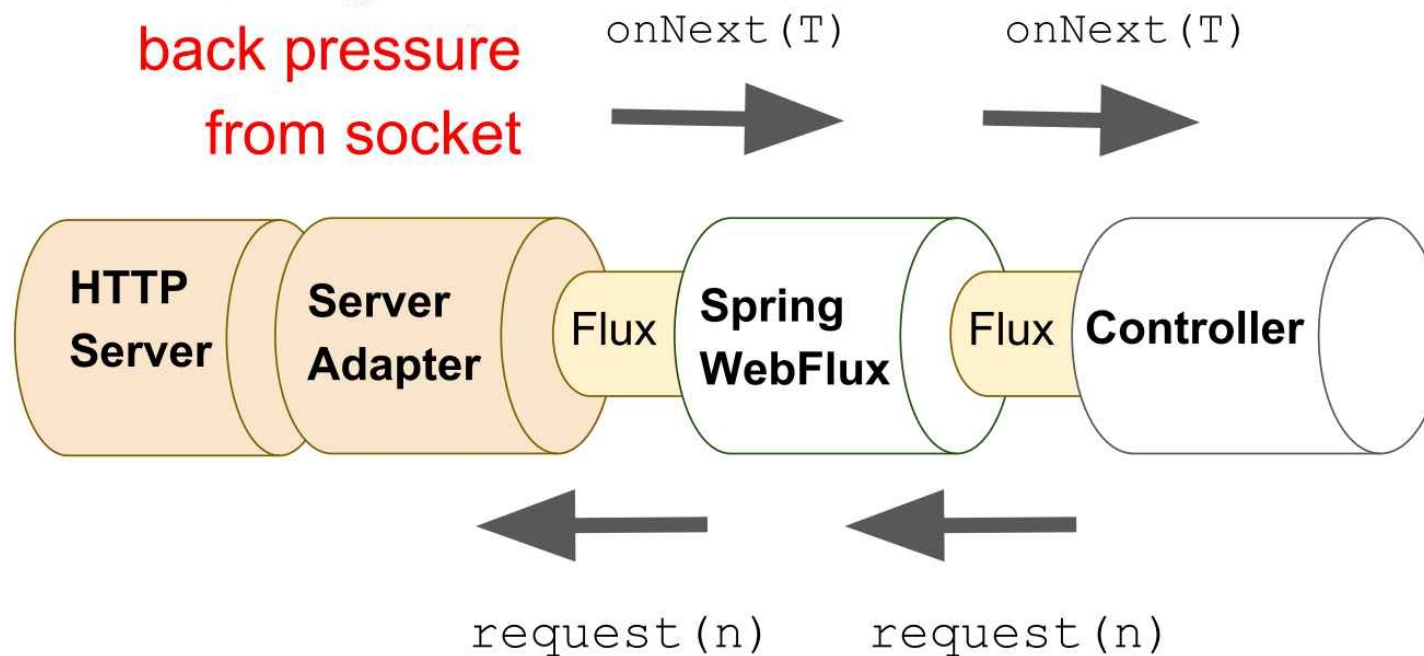 back pressure
from socket
onNext(T)
onNext(T)
HTTP
Server
Server
Adapter
Flux
Spring
WebFlux
Flux
Controller
request(n)
request(n)